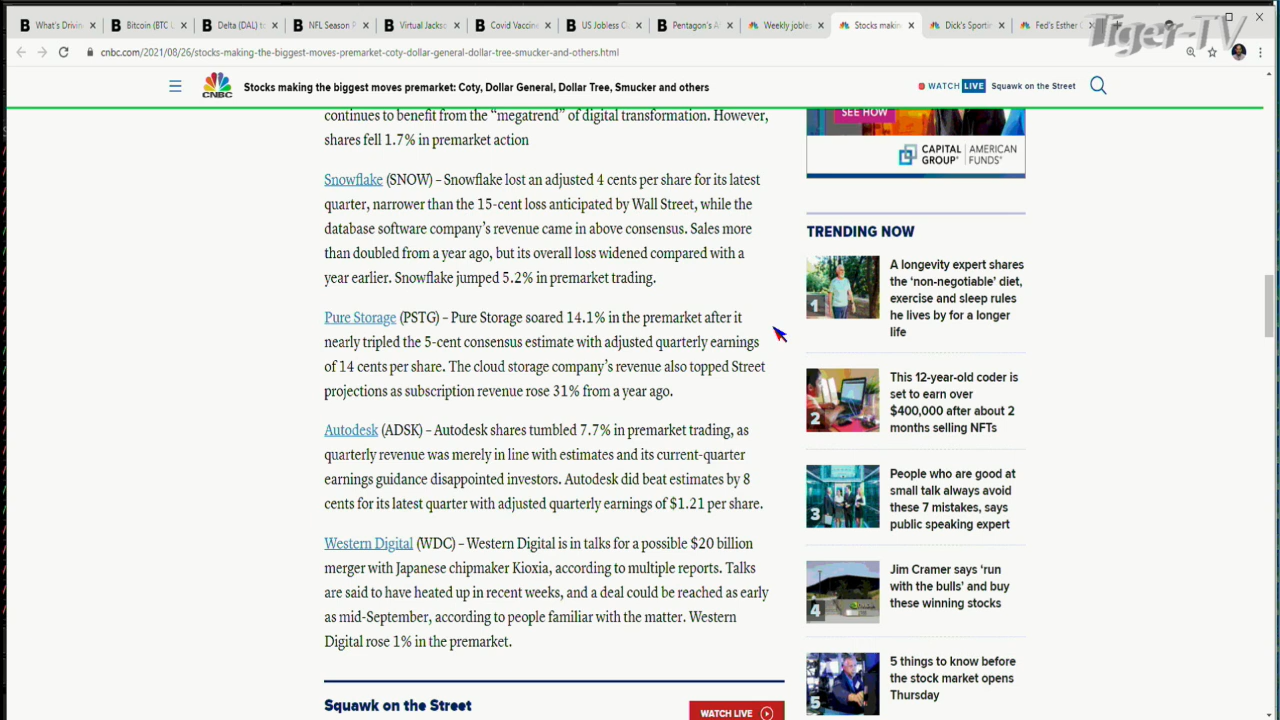 What's Drivin
Bitcoin (BTC
Delta (DAL) to
NFL Season P
Virtual Jacks
Covid Vaccine
US Jobless C
Pentagon's A
Weekly jobles
Stocks makin
Dick's Sportin
Fed's Esther G
Tiger-TV
cnbc.com/2021/08/26/stocks-making-the-biggest-moves-premarket-coty-dollar-general-dollar-tree-smucker-and-others.html
CNBC
Stocks making the biggest moves premarket: Coty, Dollar General, Dollar Tree, Smucker and others
WATCH LIVE Squawk on the Street
continues to benefit from the “megatrend” of digital transformation. However,
shares fell 1.7% in premarket action
Snowflake (SNOW) – Snowflake lost an adjusted 4 cents per share for its latest
quarter, narrower than the 15-cent loss anticipated by Wall Street, while the
database software company’s revenue came in above consensus. Sales more
than doubled from a year ago, but its overall loss widened compared with a
year earlier. Snowflake jumped 5.2% in premarket trading.
Pure Storage (PSTG) – Pure Storage soared 14.1% in the premarket after it
nearly tripled the 5-cent consensus estimate with adjusted quarterly earnings
of 14 cents per share. The cloud storage company’s revenue also topped Street
projections as subscription revenue rose 31% from a year ago.
Autodesk (ADSK) – Autodesk shares tumbled 7.7% in premarket trading, as
quarterly revenue was merely in line with estimates and its current-quarter
earnings guidance disappointed investors. Autodesk did beat estimates by 8
cents for its latest quarter with adjusted quarterly earnings of $1.21 per share.
Western Digital (WDC) – Western Digital is in talks for a possible $20 billion
merger with Japanese chipmaker Kioxia, according to multiple reports. Talks
are said to have heated up in recent weeks, and a deal could be reached as early
as mid-September, according to people familiar with the matter. Western
Digital rose 1% in the premarket.
Squawk on the Street
WATCH LIVE
SEE HOW
CAPITAL GROUP® | AMERICAN FUNDS®
TRENDING NOW
1
A longevity expert shares
the ‘non-negotiable’ diet,
exercise and sleep rules
he lives by for a longer
life
2
This 12-year-old coder is
set to earn over
$400,000 after about 2
months selling NFTs
3
People who are good at
small talk always avoid
these 7 mistakes, says
public speaking expert
4
Jim Cramer says ‘run
with the bulls’ and buy
these winning stocks
5
5 things to know before
the stock market opens
Thursday